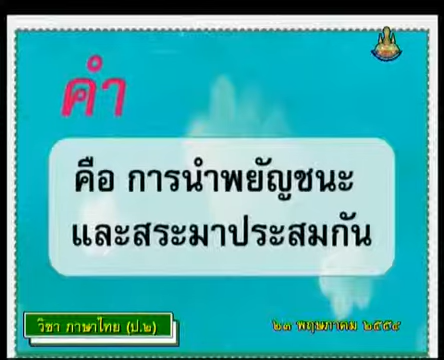 คำ
คือ การนำพยัญชนะ
และสระมาประสมกัน
วิชา ภาษาไทย (ป.๒)
๒๓ พฤษภาคม ๒๕๕๔